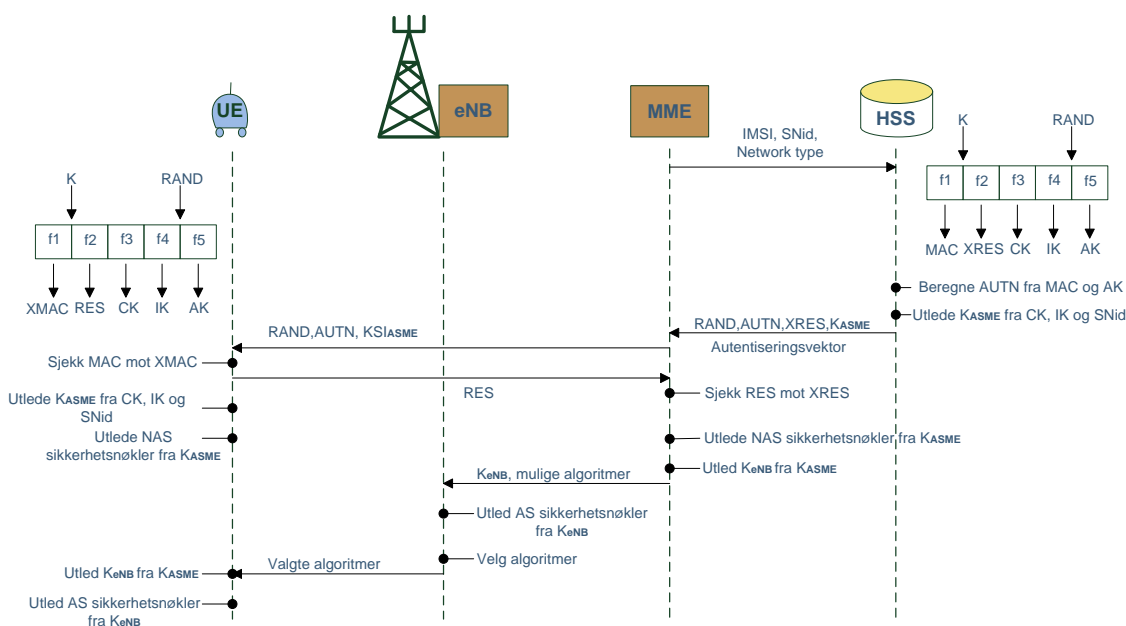 UE
eNB
MME
HSS
IMSI, SNid,
Network type
K
RAND
f1 f2 f3 f4 f5
MAC XRES CK IK AK
K
RAND
f1 f2 f3 f4 f5
XMAC RES CK IK AK
Beregne AUTN fra MAC og AK
Utlede KASME fra CK, IK og SNid
RAND,AUTN,XRES,KASME
Autentiseringsvektor
RAND,AUTN, KSIASME
Sjekk MAC mot XMAC
RES
Sjekk RES mot XRES
Utlede KASME fra CK, IK og
SNid
Utlede NAS
sikkerhetsnøkler fra KASME
Utlede NAS sikkerhetsnøkler fra KASME
Utled KeNB fra KASME
KeNB, mulige algoritmer
Utled AS sikkerhetsnøkler
fra KeNB
Velg algoritmer
Valgte algoritmer
Utled KeNB fra KASME
Utled AS sikkerhetsnøkler
fra KeNB